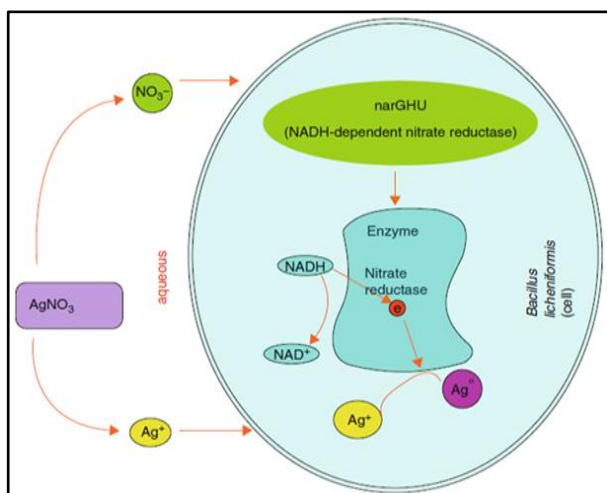 NO₃⁻
narGHU
(NADH-dependent nitrate reductase)
Enzyme
NADH
Nitrate
reductase
e
AgNO₃
aqueous
NAD⁺
Ag⁺
Ag⁺
Ag°
Bacillus
licheniformis
(cell)